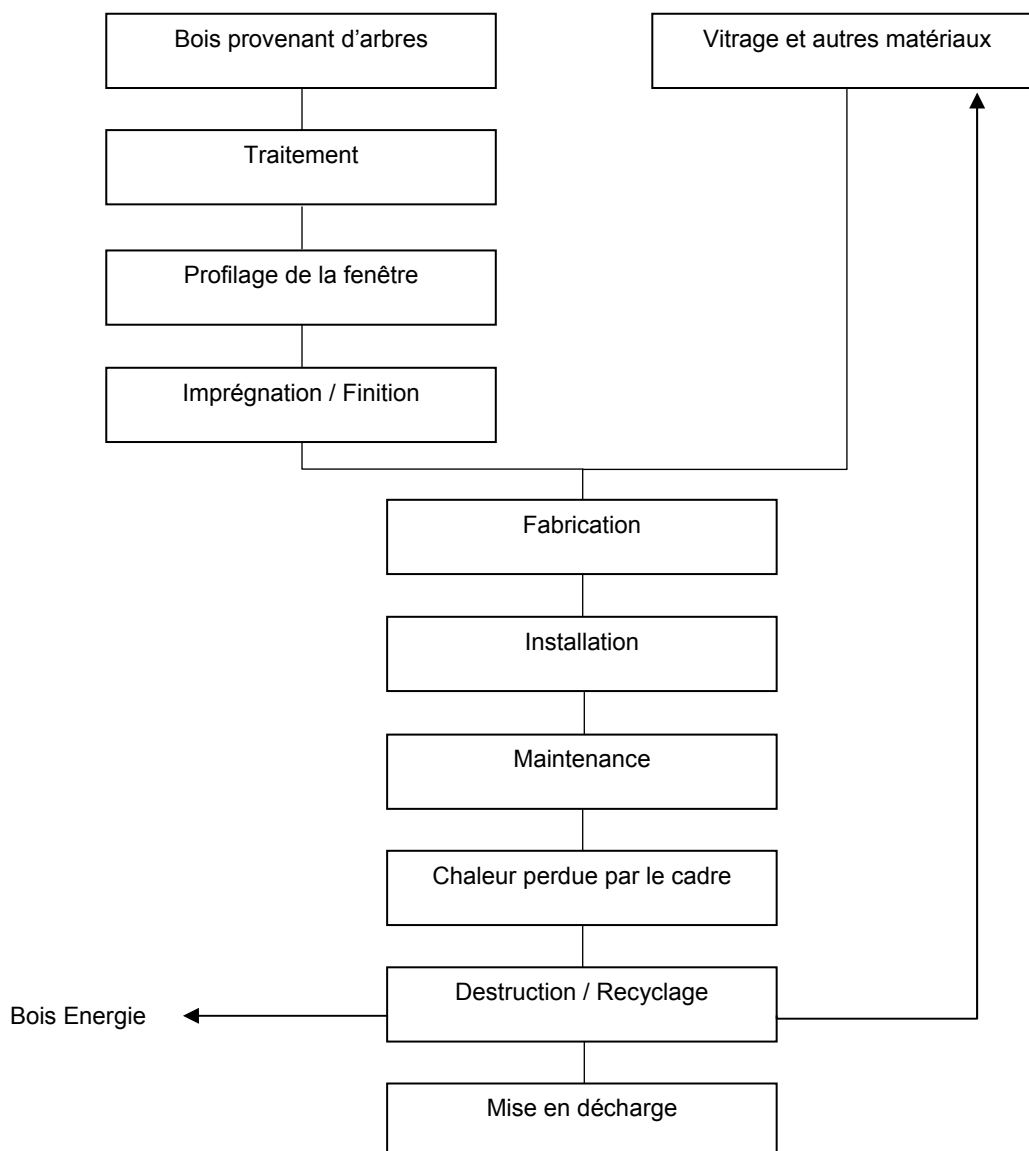 Bois provenant d’arbres
Vitrage et autres matériaux
Traitement
Profilage de la fenêtre
Imprégnation / Finition
Fabrication
Installation
Maintenance
Chaleur perdue par le cadre
Destruction / Recyclage
Bois Energie
Mise en décharge